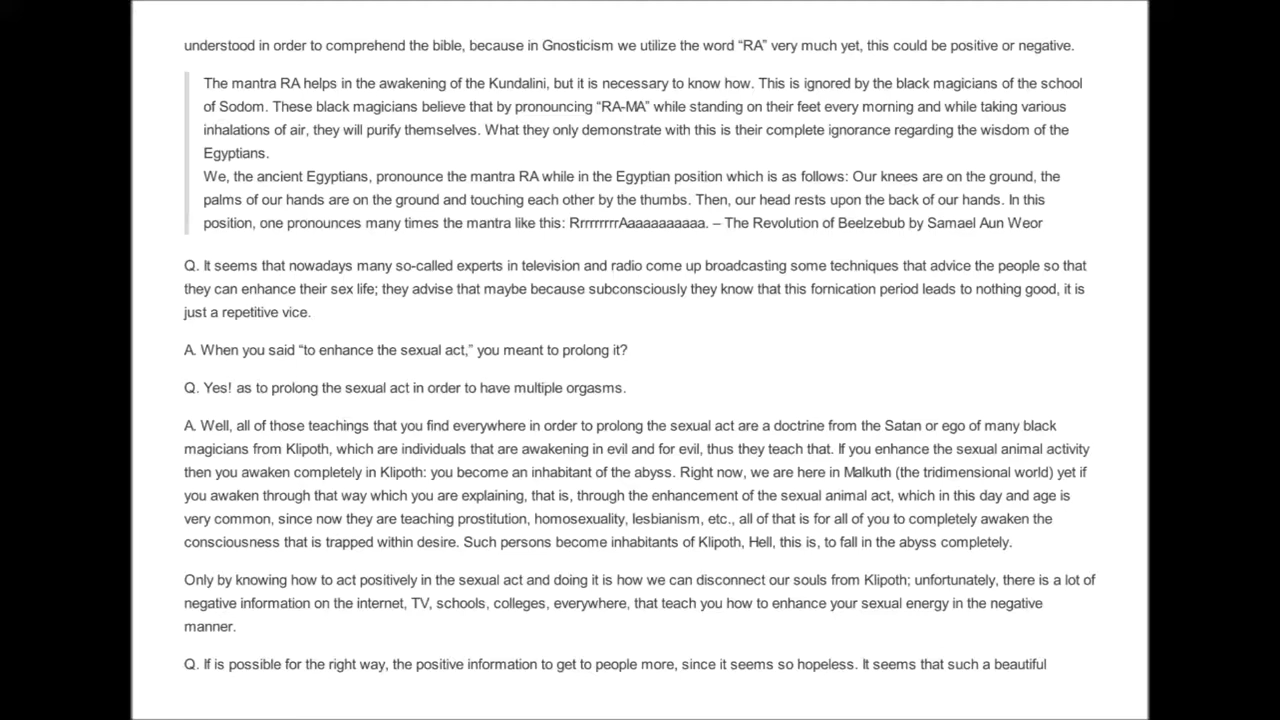 understood in order to comprehend the bible, because in Gnosticism we utilize the word “RA” very much yet, this could be positive or negative.
The mantra RA helps in the awakening of the Kundalini, but it is necessary to know how. This is ignored by the black magicians of the school
of Sodom. These black magicians believe that by pronouncing “RA-MA” while standing on their feet every morning and while taking various
inhalations of air, they will purify themselves. What they only demonstrate with this is their complete ignorance regarding the wisdom of the
Egyptians.
We, the ancient Egyptians, pronounce the mantra RA while in the Egyptian position which is as follows: Our knees are on the ground, the
palms of our hands are on the ground and touching each other by the thumbs. Then, our head rests upon the back of our hands. In this
position, one pronounces many times the mantra like this: RrrrrrrrrAaaaaaaaaaa. – The Revolution of Beelzebub by Samael Aun Weor
Q. It seems that nowadays many so-called experts in television and radio come up broadcasting some techniques that advice the people so that
they can enhance their sex life; they advise that maybe because subconsciously they know that this fornication period leads to nothing good, it is
just a repetitive vice.
A. When you said “to enhance the sexual act,” you meant to prolong it?
Q. Yes! as to prolong the sexual act in order to have multiple orgasms.
A. Well, all of those teachings that you find everywhere in order to prolong the sexual act are a doctrine from the Satan or ego of many black
magicians from Klipoth, which are individuals that are awakening in evil and for evil, thus they teach that. If you enhance the sexual animal activity
then you awaken completely in Klipoth: you become an inhabitant of the abyss. Right now, we are here in Malkuth (the tridimensional world) yet if
you awaken through that way which you are explaining, that is, through the enhancement of the sexual animal act, which in this day and age is
very common, since now they are teaching prostitution, homosexuality, lesbianism, etc., all of that is for all of you to completely awaken the
consciousness that is trapped within desire. Such persons become inhabitants of Klipoth, Hell, this is, to fall in the abyss completely.
Only by knowing how to act positively in the sexual act and doing it is how we can disconnect our souls from Klipoth; unfortunately, there is a lot of
negative information on the internet, TV, schools, colleges, everywhere, that teach you how to enhance your sexual energy in the negative
manner.
Q. If is possible for the right way, the positive information to get to people more, since it seems so hopeless. It seems that such a beautiful